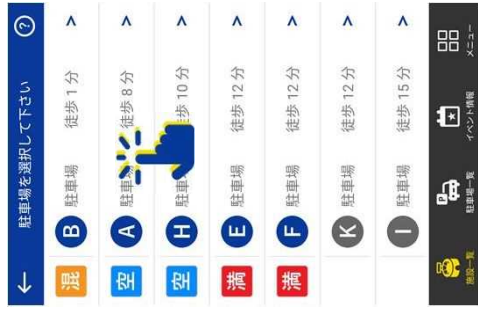 ← 駐車場を選択して下さい ?
混 B 駐車場 徒歩 1 分 >
空 A 駐車場 徒歩 8 分 >
空 H 駐車場 徒歩 10 分 >
満 E 駐車場 徒歩 12 分 >
満 F 駐車場 徒歩 12 分 >
K 駐車場 徒歩 12 分 >
I 駐車場 徒歩 15 分 >
施設一覧 P 駐車場一覧 イベント情報 メニュー